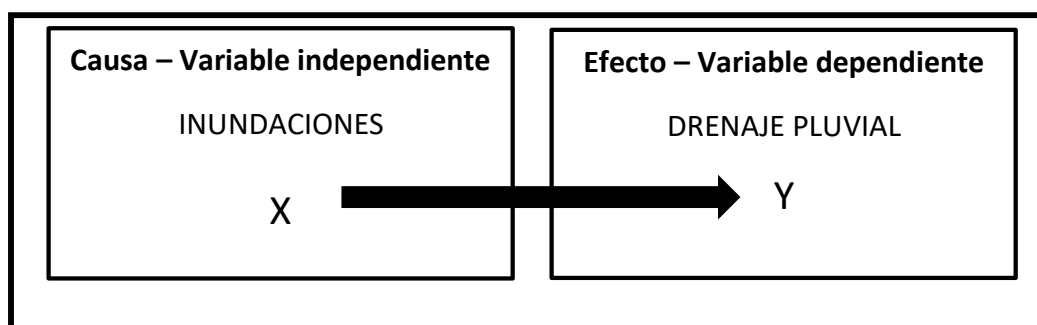 Causa – Variable independiente
INUNDACIONES
X
Efecto – Variable dependiente
DRENAJE PLUVIAL
Y